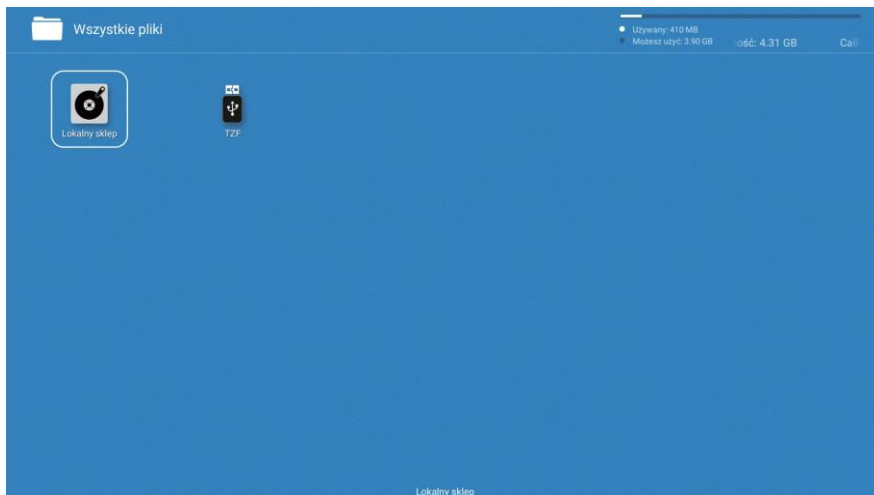 Wszystkie pliki
Używany: 410 MB
Możesz użyć: 3.90 GB
ość: 4.31 GB
Cał
Lokalny sklep
TZF
Lokalny sklep